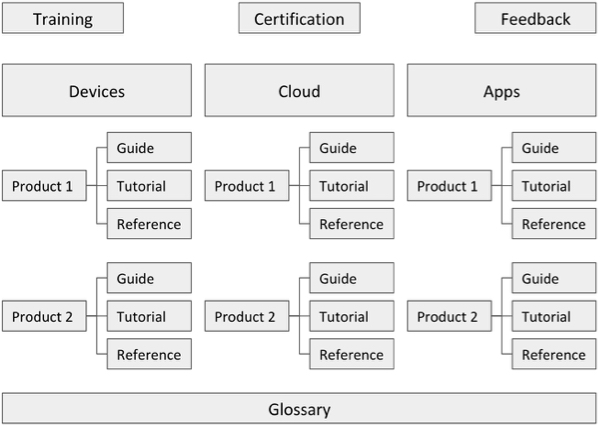 Training
Certification
Feedback
Devices
Cloud
Apps
Product 1
Guide
Tutorial
Reference
Product 1
Guide
Tutorial
Reference
Product 1
Guide
Tutorial
Reference
Product 2
Guide
Tutorial
Reference
Product 2
Guide
Tutorial
Reference
Product 2
Guide
Tutorial
Reference
Glossary